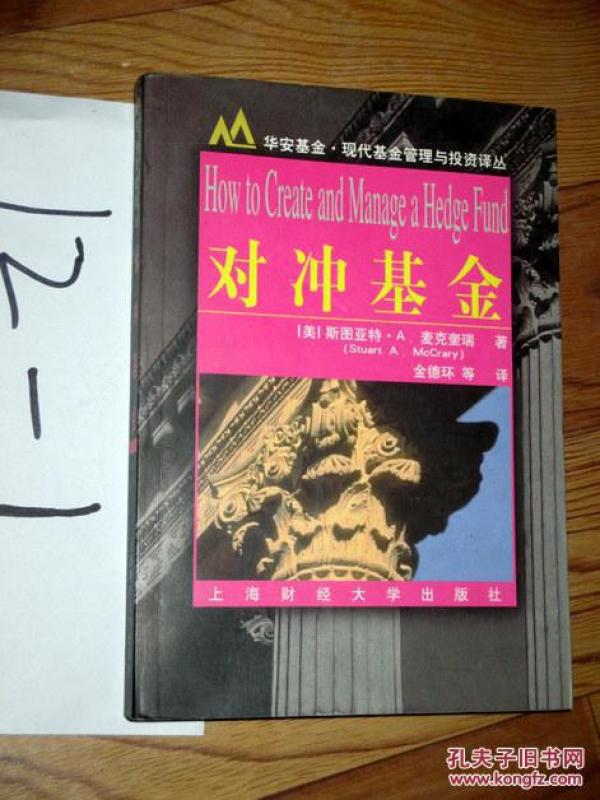 华安基金·现代基金管理与投资译丛
How to Create and Manage a Hedge Fund
对冲基金
[美] 斯图亚特·A.麦克奎瑞 著
(Stuart A. McCrary)
金德环 等 译
上海财经大学出版社
12-1
孔夫子旧书网
www.kongfz.com